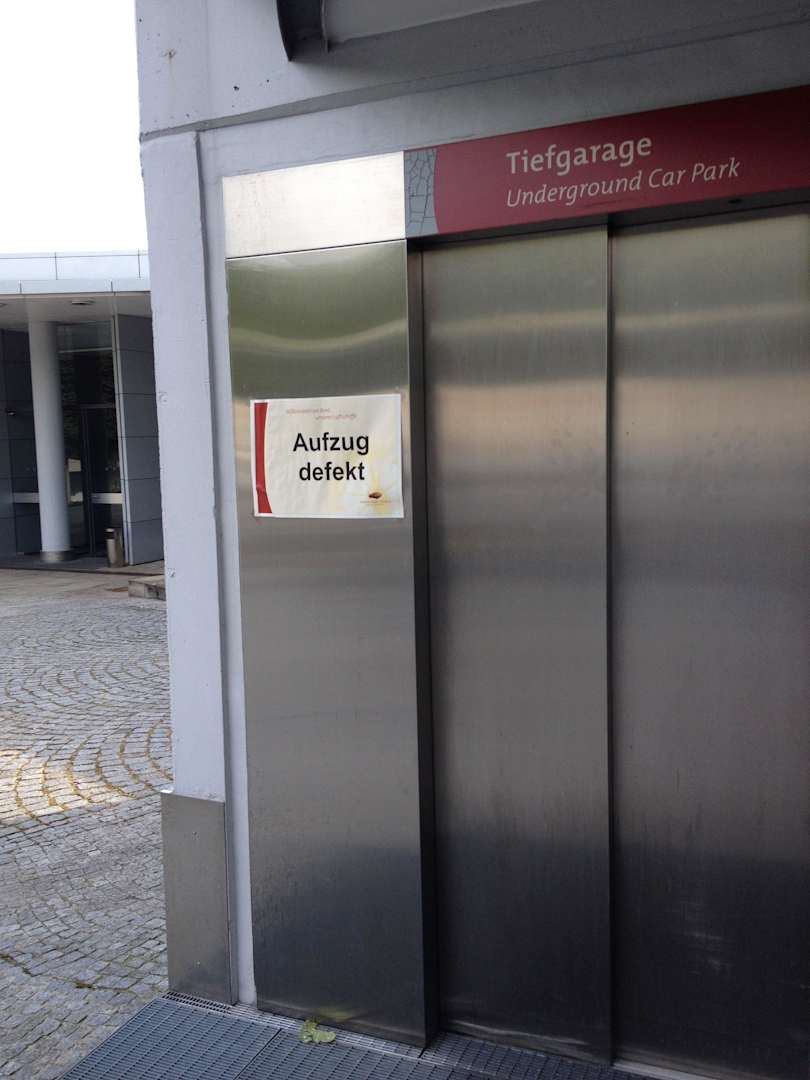 Tiefgarage
Underground Car Park
Aufzug
defekt